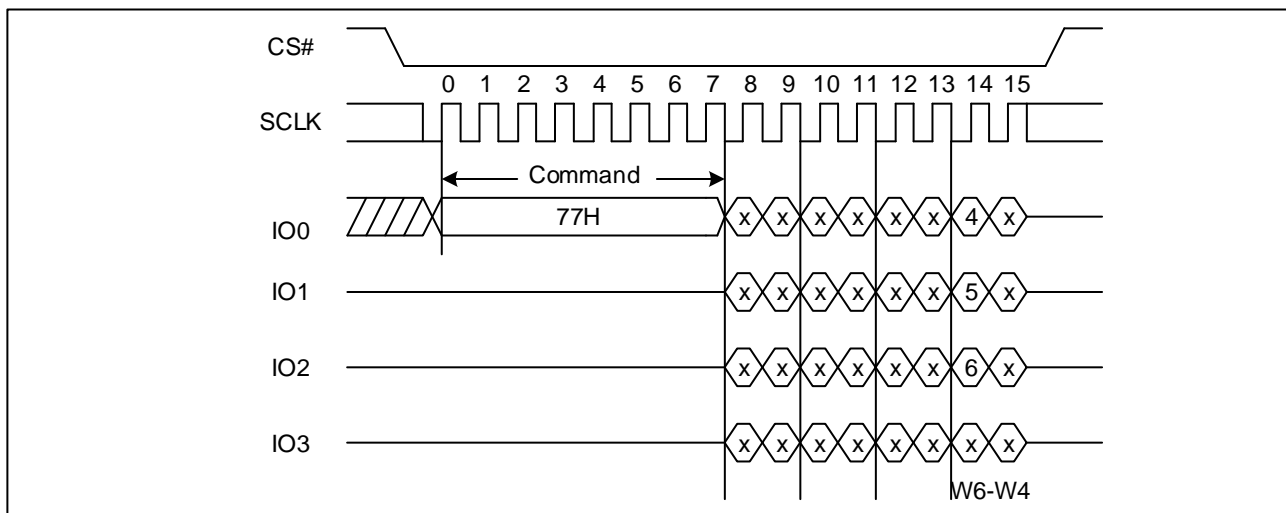 CS#
0 1 2 3 4 5 6 7 8 9 10 11 12 13 14 15
SCLK
Command
IO0 77H x x x x x x 4 x
IO1 x x x x x x 5 x
IO2 x x x x x x 6 x
IO3 x x x x x x x x
W6-W4